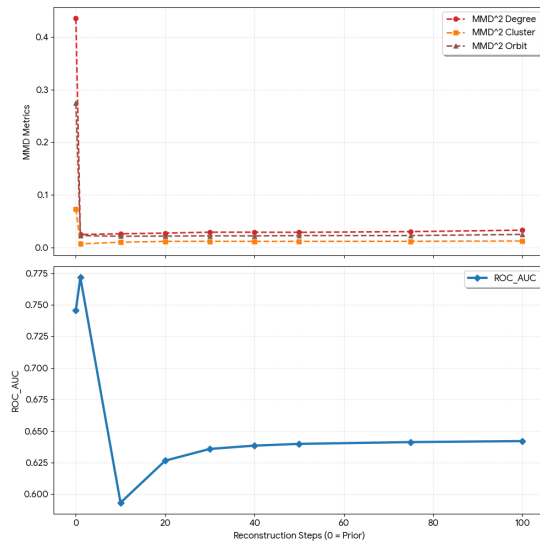 MMD^2 Degree
MMD^2 Cluster
MMD^2 Orbit
MMD Metrics
0.4
0.3
0.2
0.1
0.0
ROC_AUC
ROC_AUC
0.775
0.750
0.725
0.700
0.675
0.650
0.625
0.600
0 20 40 60 80 100
Reconstruction Steps (0 = Prior)